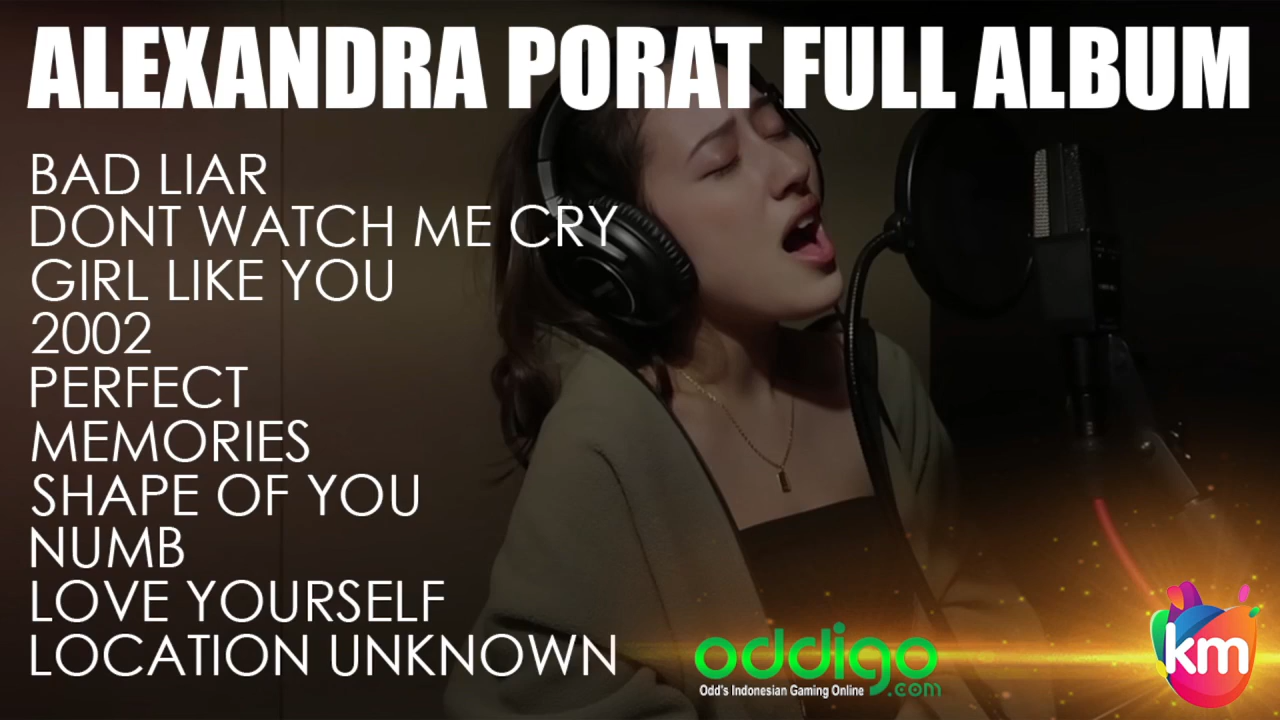 ALEXANDRA PORAT FULL ALBUM
BAD LIAR
DONT WATCH ME CRY
GIRL LIKE YOU
2002
PERFECT
MEMORIES
SHAPE OF YOU
NUMB
LOVE YOURSELF
LOCATION UNKNOWN
oddigo
Odd's Indonesian Gaming Online .com
km